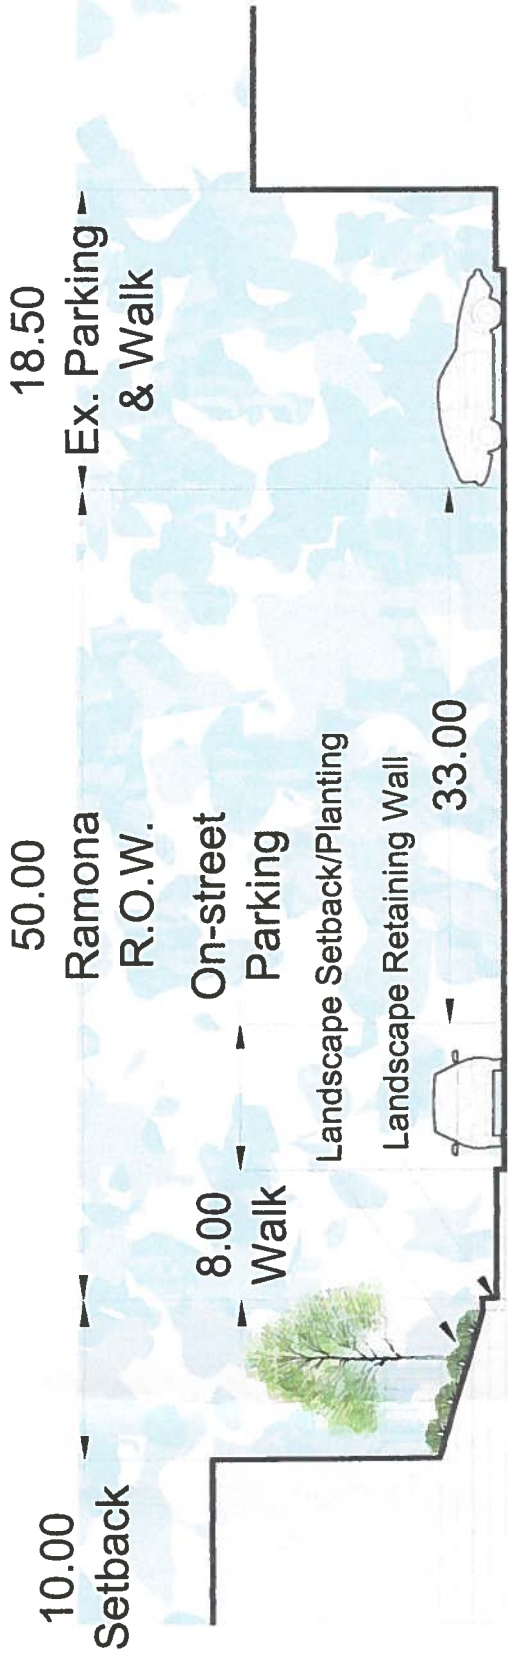 10.00
Setback
50.00
Ramona
R.O.W.
18.50
Ex. Parking
& Walk
8.00
Walk
On-street
Parking
Landscape Setback/Planting
Landscape Retaining Wall
33.00